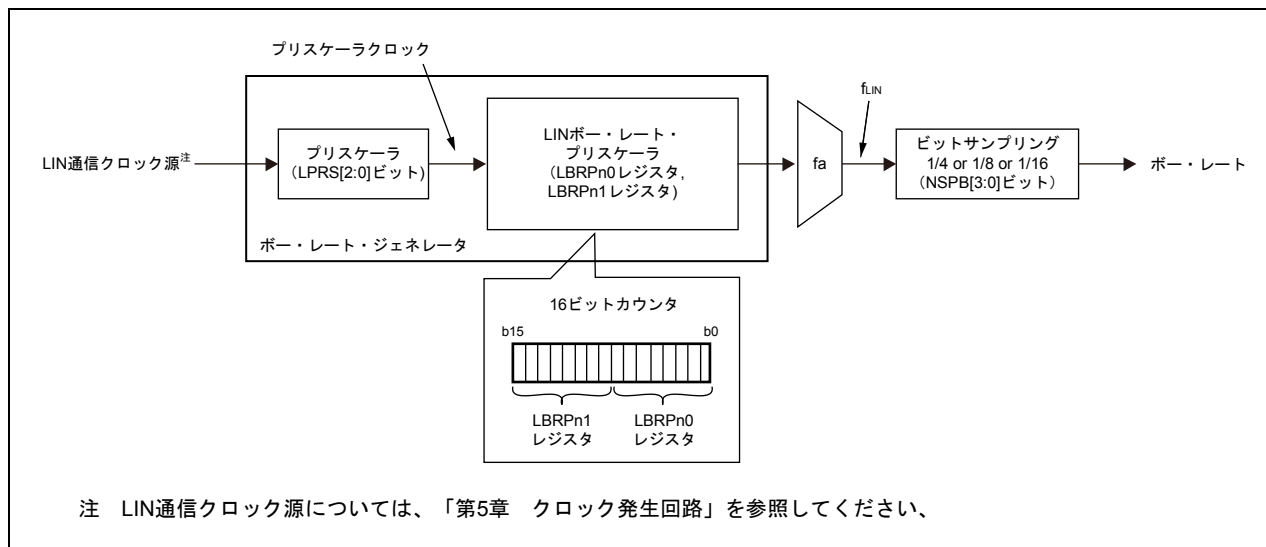 プリスケーラクロック
fLIN
LIN通信クロック源注
プリスケーラ
（LPRS[2:0]ビット)
LINボー・レート・
プリスケーラ
（LBRPn0レジスタ,
LBRPn1レジスタ)
fa
ビットサンプリング
1/4 or 1/8 or 1/16
（NSPB[3:0]ビット）
ボー・レート
ボー・レート・ジェネレータ
16ビットカウンタ
b15 b0
LBRPn1 LBRPn0
レジスタ レジスタ
注　LIN通信クロック源については、「第5章　クロック発生回路」を参照してください、